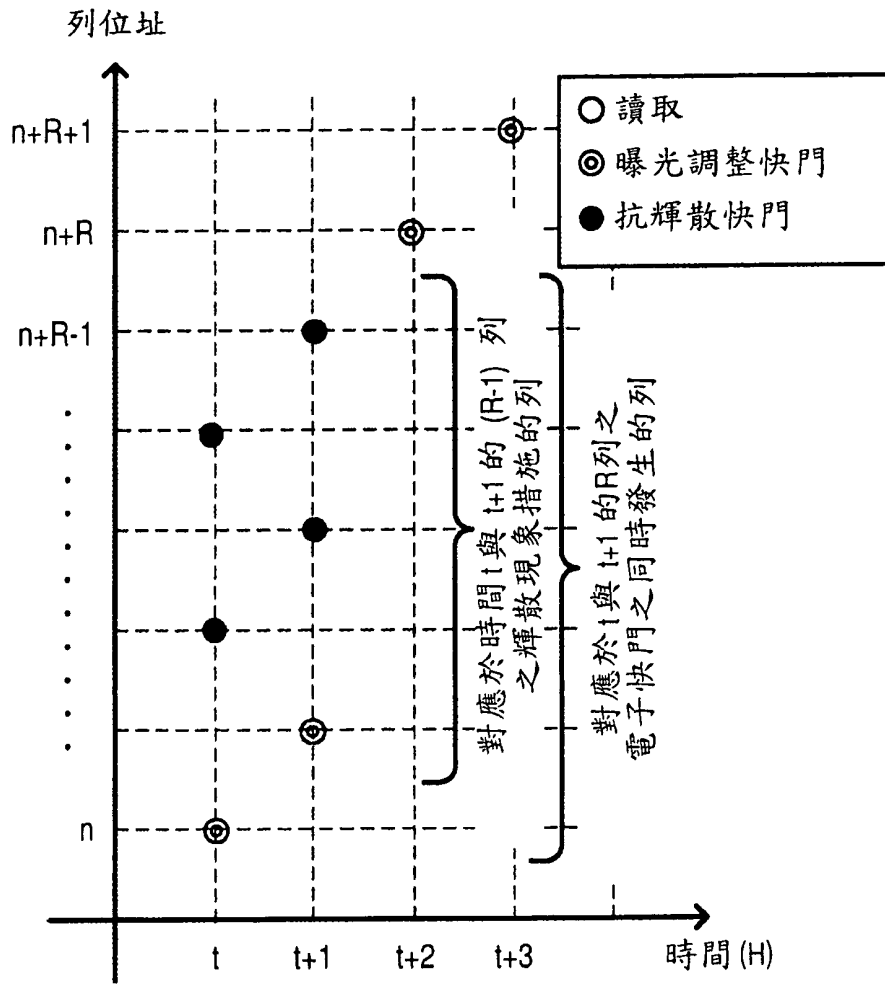 列位址
n+R+1
n+R
n+R-1
n
讀取
曝光調整快門
抗輝散快門
對應於時間t與 t+1的 (R-1) 列
之輝散現象措施的列
對應於t與 t+1的R列之
電子快門之同時發生的列
t
t+1
t+2
t+3
時間(H)